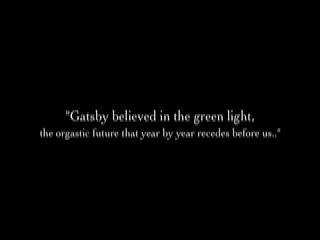 "Gatsby believed in the green light,
the orgastic future that year by year recedes before us.."